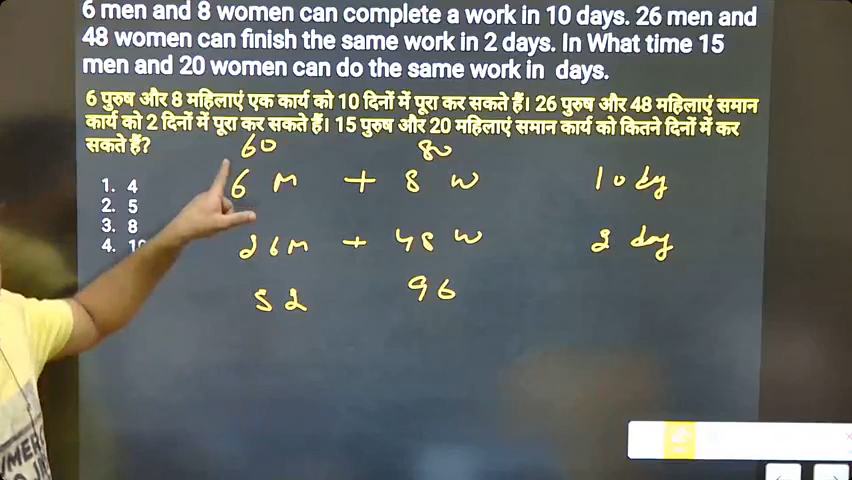 6 men and 8 women can complete a work in 10 days. 26 men and
48 women can finish the same work in 2 days. In What time 15
men and 20 women can do the same work in days.
6 पुरुष और 8 महिलाएं एक कार्य को 10 दिनों में पूरा कर सकते हैं। 26 पुरुष और 48 महिलाएं समान
कार्य को 2 दिनों में पूरा कर सकते हैं। 15 पुरुष और 20 महिलाएं समान कार्य को कितने दिनों में कर
सकते हैं?
60 80
6 M + 8 W 10 day
26 M + 48 W 2 day
52 96
1. 4
2. 5
3. 8
4.